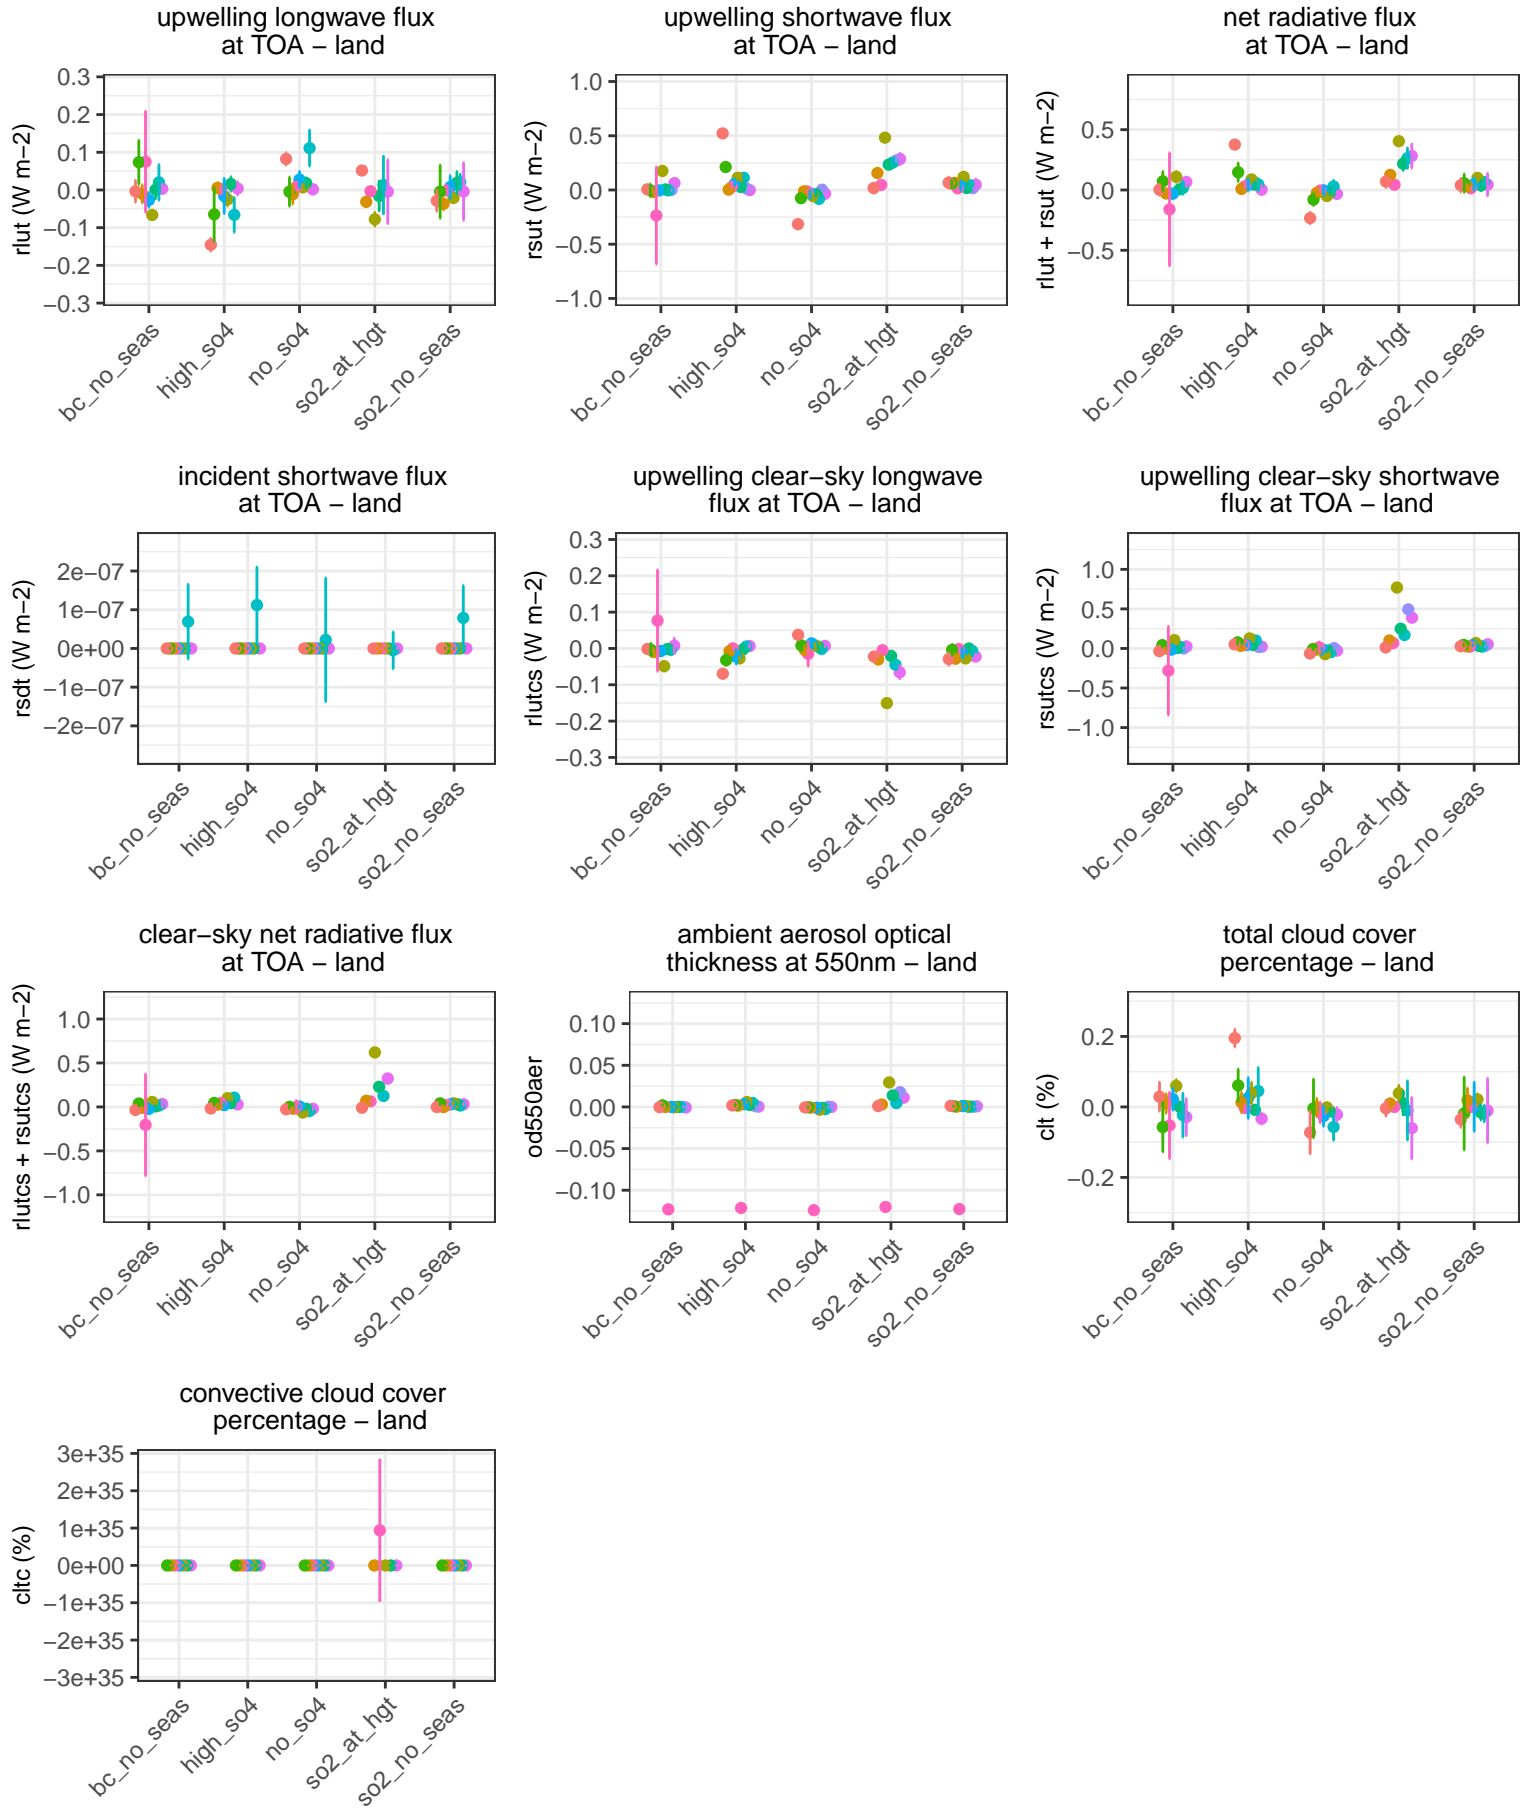 upwelling longwave flux
at TOA − land
rlut (W m−2)
0.3
0.2
0.1
0.0
−0.1
−0.2
−0.3
bc_no_seas
high_so4
no_so4
so2_at_hgt
so2_no_seas
upwelling shortwave flux
at TOA − land
rsut (W m−2)
1.0
0.5
0.0
−0.5
−1.0
bc_no_seas
high_so4
no_so4
so2_at_hgt
so2_no_seas
net radiative flux
at TOA − land
rlut + rsut (W m−2)
0.5
0.0
−0.5
bc_no_seas
high_so4
no_so4
so2_at_hgt
so2_no_seas
incident shortwave flux
at TOA − land
rsdt (W m−2)
2e−07
1e−07
0e+00
−1e−07
−2e−07
bc_no_seas
high_so4
no_so4
so2_at_hgt
so2_no_seas
upwelling clear−sky longwave
flux at TOA − land
rlutcs (W m−2)
0.3
0.2
0.1
0.0
−0.1
−0.2
−0.3
bc_no_seas
high_so4
no_so4
so2_at_hgt
so2_no_seas
upwelling clear−sky shortwave
flux at TOA − land
rsutcs (W m−2)
1.0
0.5
0.0
−0.5
−1.0
bc_no_seas
high_so4
no_so4
so2_at_hgt
so2_no_seas
clear−sky net radiative flux
at TOA − land
rlutcs + rsutcs (W m−2)
1.0
0.5
0.0
−0.5
−1.0
bc_no_seas
high_so4
no_so4
so2_at_hgt
so2_no_seas
ambient aerosol optical
thickness at 550nm − land
od550aer
0.10
0.05
0.00
−0.05
−0.10
bc_no_seas
high_so4
no_so4
so2_at_hgt
so2_no_seas
total cloud cover
percentage − land
clt (%)
0.2
0.0
−0.2
bc_no_seas
high_so4
no_so4
so2_at_hgt
so2_no_seas
convective cloud cover
percentage − land
cltc (%)
3e+35
2e+35
1e+35
0e+00
−1e+35
−2e+35
−3e+35
bc_no_seas
high_so4
no_so4
so2_at_hgt
so2_no_seas